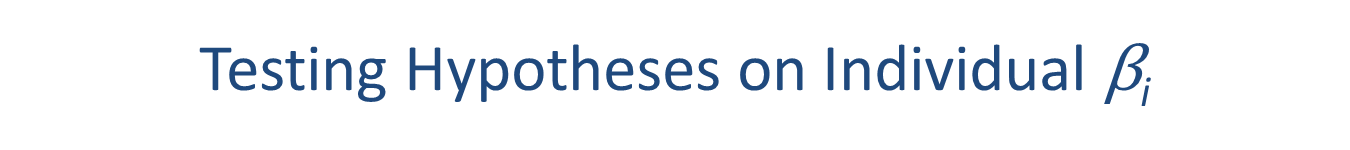 Testing Hypotheses on Individual βᵢ